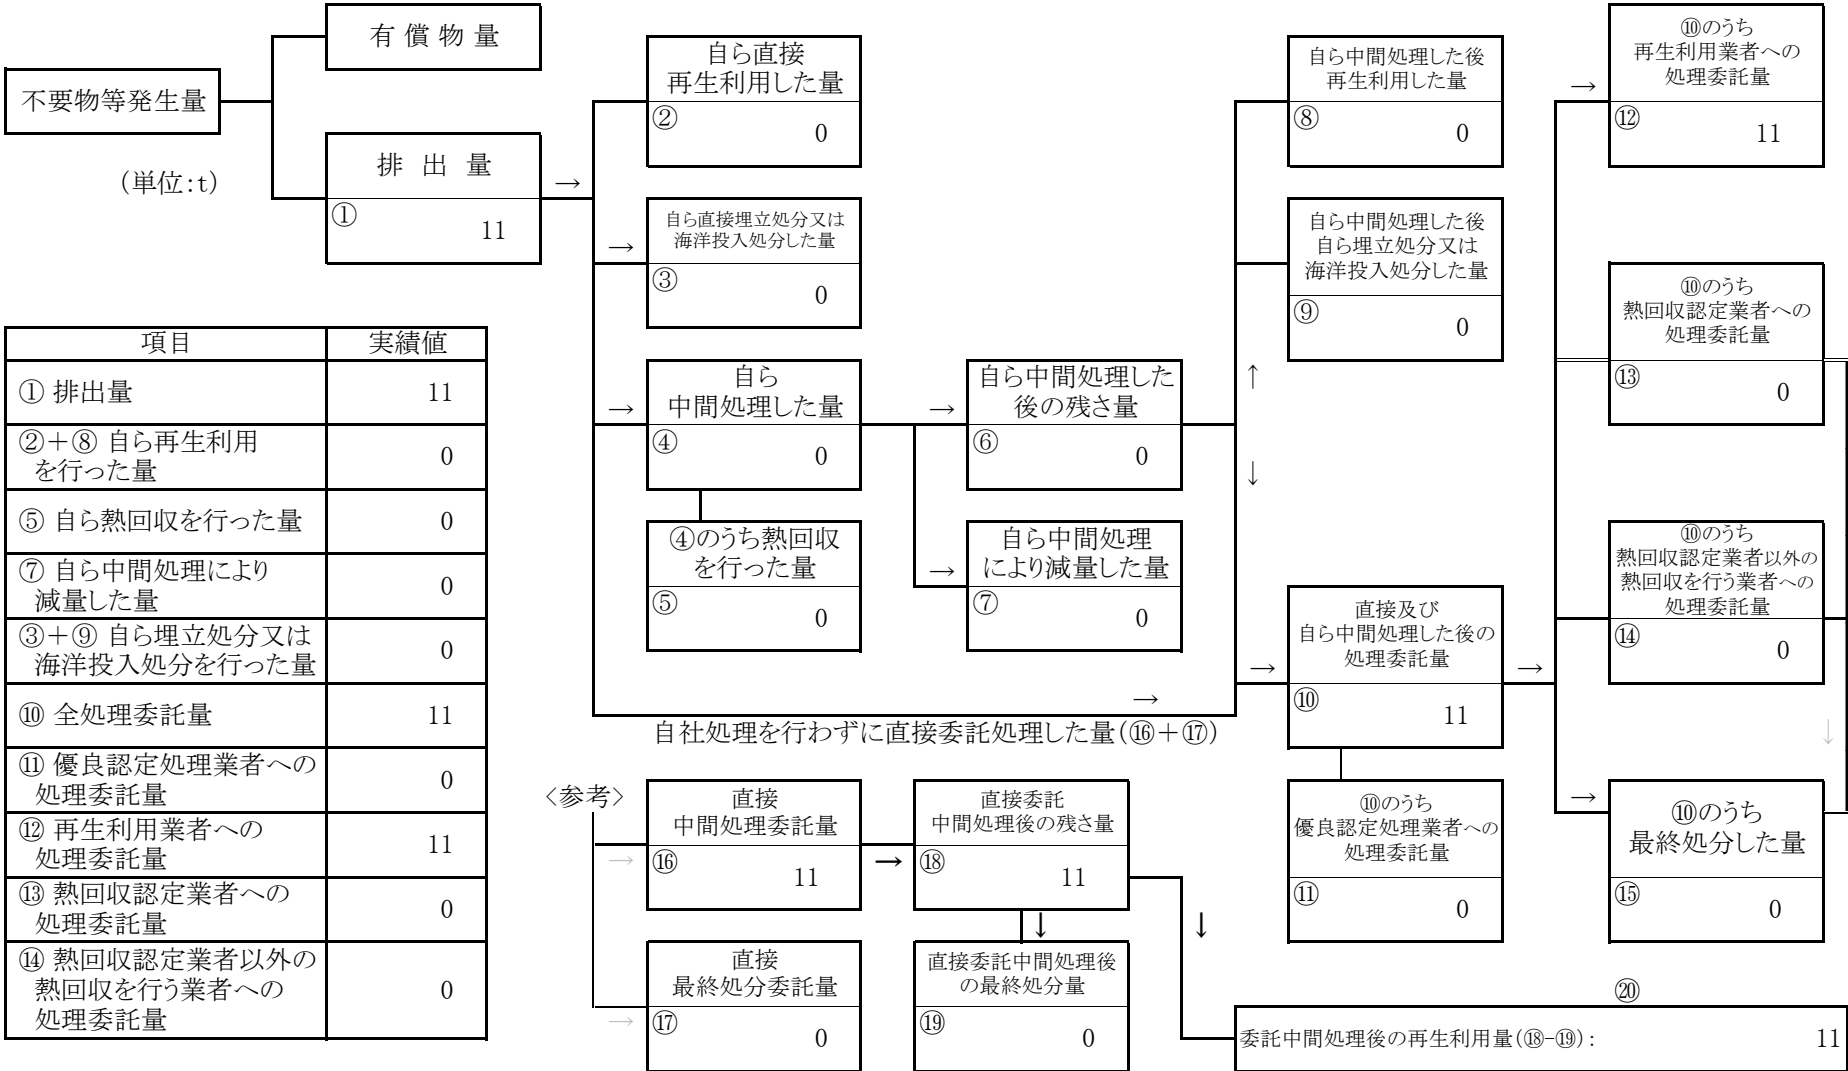 有 償 物 量
不要物等発生量
(単位:t)
排 出 量
①
11
→
自ら直接
再生利用した量
②
0
→
自ら直接埋立処分又は
海洋投入処分した量
③
0
→
自ら
中間処理した量
④
0
④のうち熱回収
を行った量
⑤
0
→
自ら中間処理した
後の残さ量
⑥
0
→
自ら中間処理
により減量した量
⑦
0
↑
↓
自ら中間処理した後
再生利用した量
⑧
0
自ら中間処理した後
自ら埋立処分又は
海洋投入処分した量
⑨
0
→
自社処理を行わずに直接委託処理した量(⑯+⑰)
→
直接及び
自ら中間処理した後の
処理委託量
⑩
11
⑩のうち
優良認定処理業者への
処理委託量
⑪
0
→
→
⑩のうち
再生利用業者への
処理委託量
⑫
11
⑩のうち
熱回収認定業者への
処理委託量
⑬
0
⑩のうち
熱回収認定業者以外の
熱回収を行う業者への
処理委託量
⑭
0
↓
→
⑩のうち
最終処分した量
⑮
0
項目 実績値
① 排出量 11
②+⑧ 自ら再生利用
を行った量 0
⑤ 自ら熱回収を行った量 0
⑦ 自ら中間処理により
減量した量 0
③+⑨ 自ら埋立処分又は
海洋投入処分を行った量 0
⑩ 全処理委託量 11
⑪ 優良認定処理業者への
処理委託量 0
⑫ 再生利用業者への
処理委託量 11
⑬ 熱回収認定業者への
処理委託量 0
⑭ 熱回収認定業者以外の
熱回収を行う業者への
処理委託量 0
〈参考〉
→
直接
中間処理委託量
⑯
11
→
直接委託
中間処理後の残さ量
⑱
11
↓
↓
→
直接
最終処分委託量
⑰
0
直接委託中間処理後
の最終処分量
⑲
0
⑳
委託中間処理後の再生利用量(⑱-⑲): 11